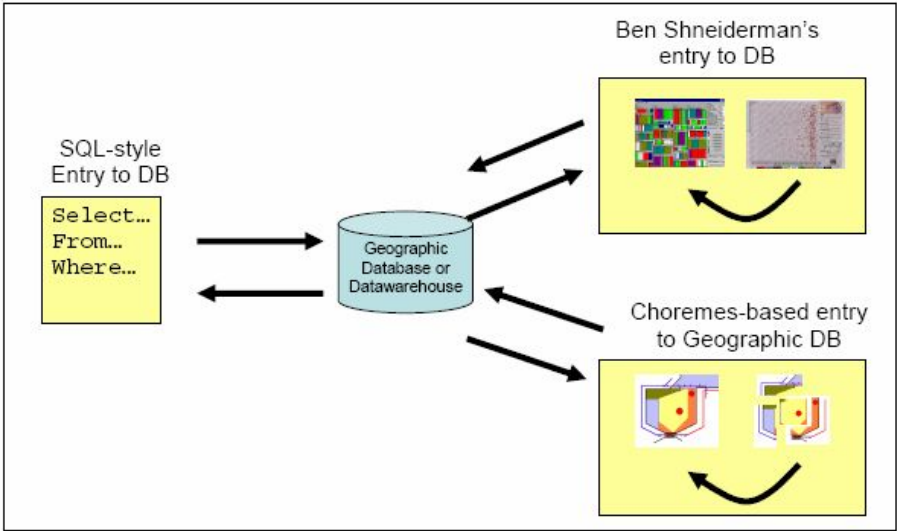 Ben Shneiderman's
entry to DB
SQL-style
Entry to DB
Select…
From…
Where…
Geographic
Database or
Datawarehouse
Choremes-based entry
to Geographic DB